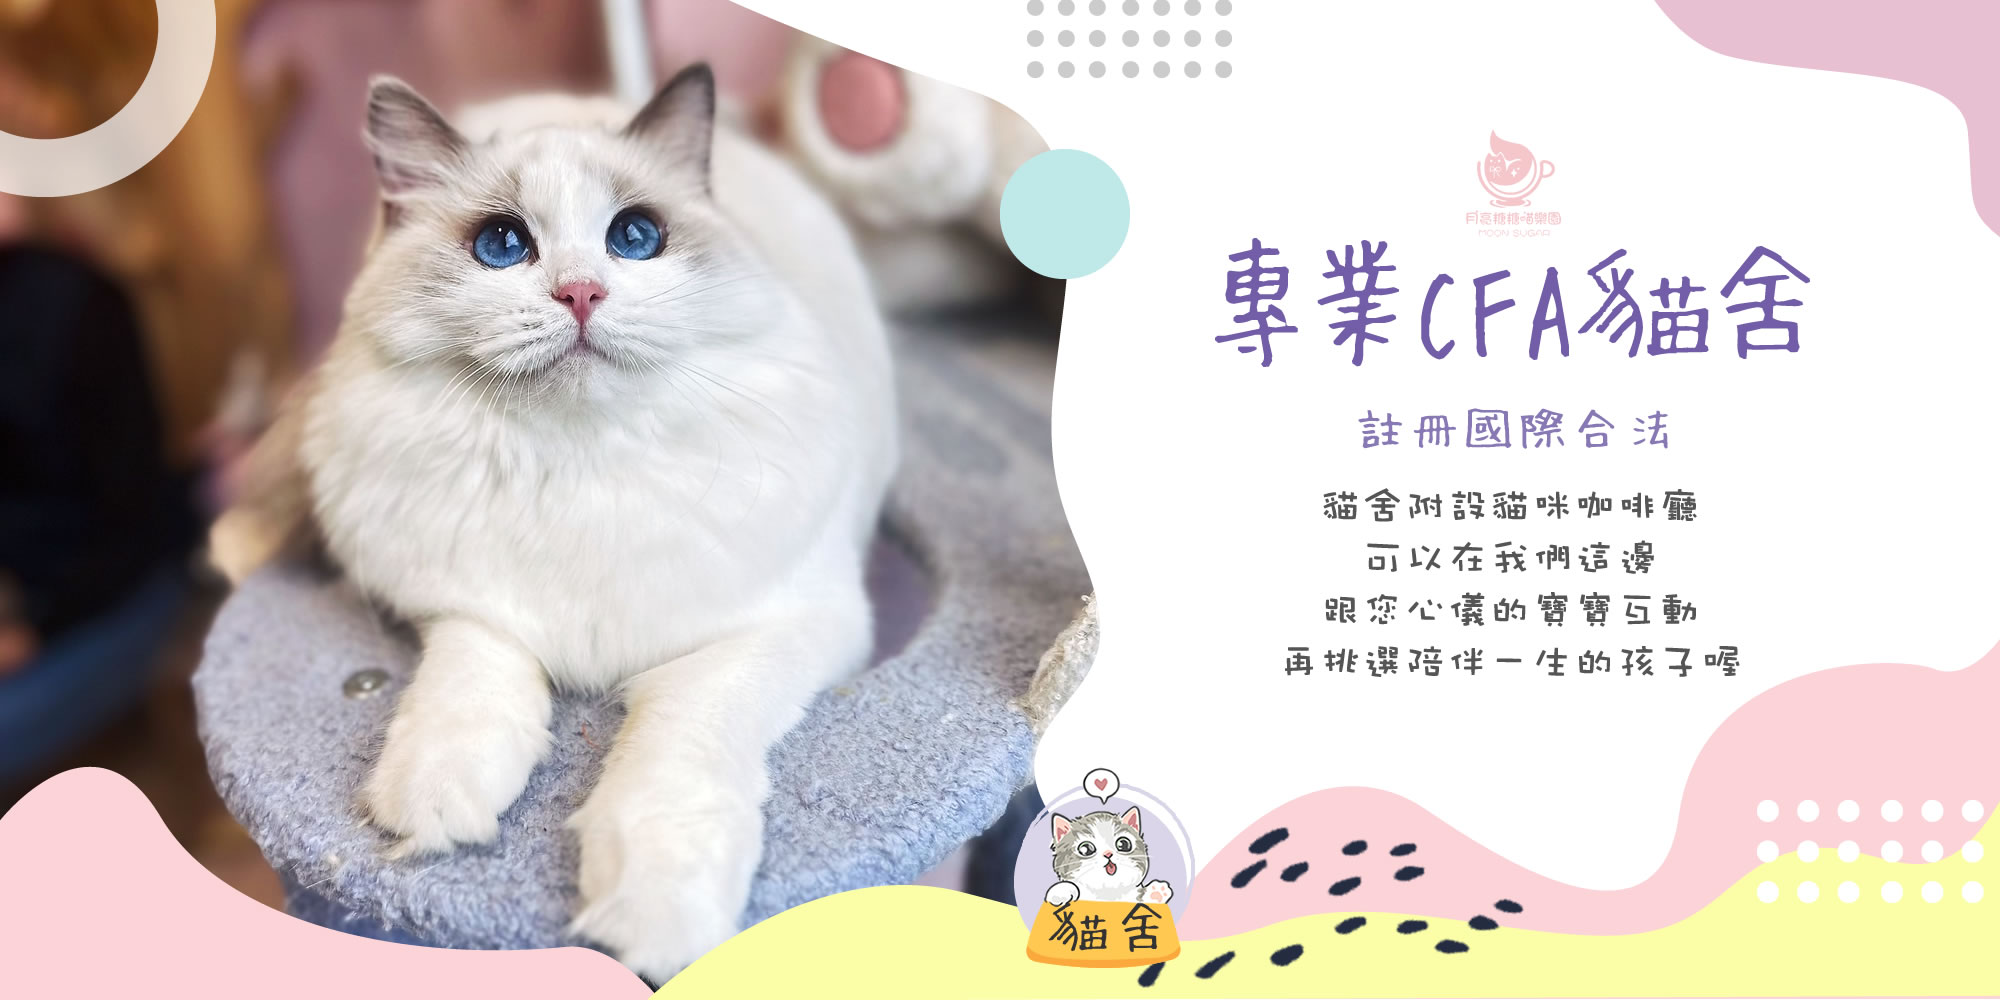 月亮糖糖喵樂園
MOON SUGAR
專業CFA貓舍
註冊國際合法
貓舍附設貓咪咖啡廳
可以在我們這邊
跟您心儀的寶寶互動
再挑選陪伴一生的孩子喔
貓舍